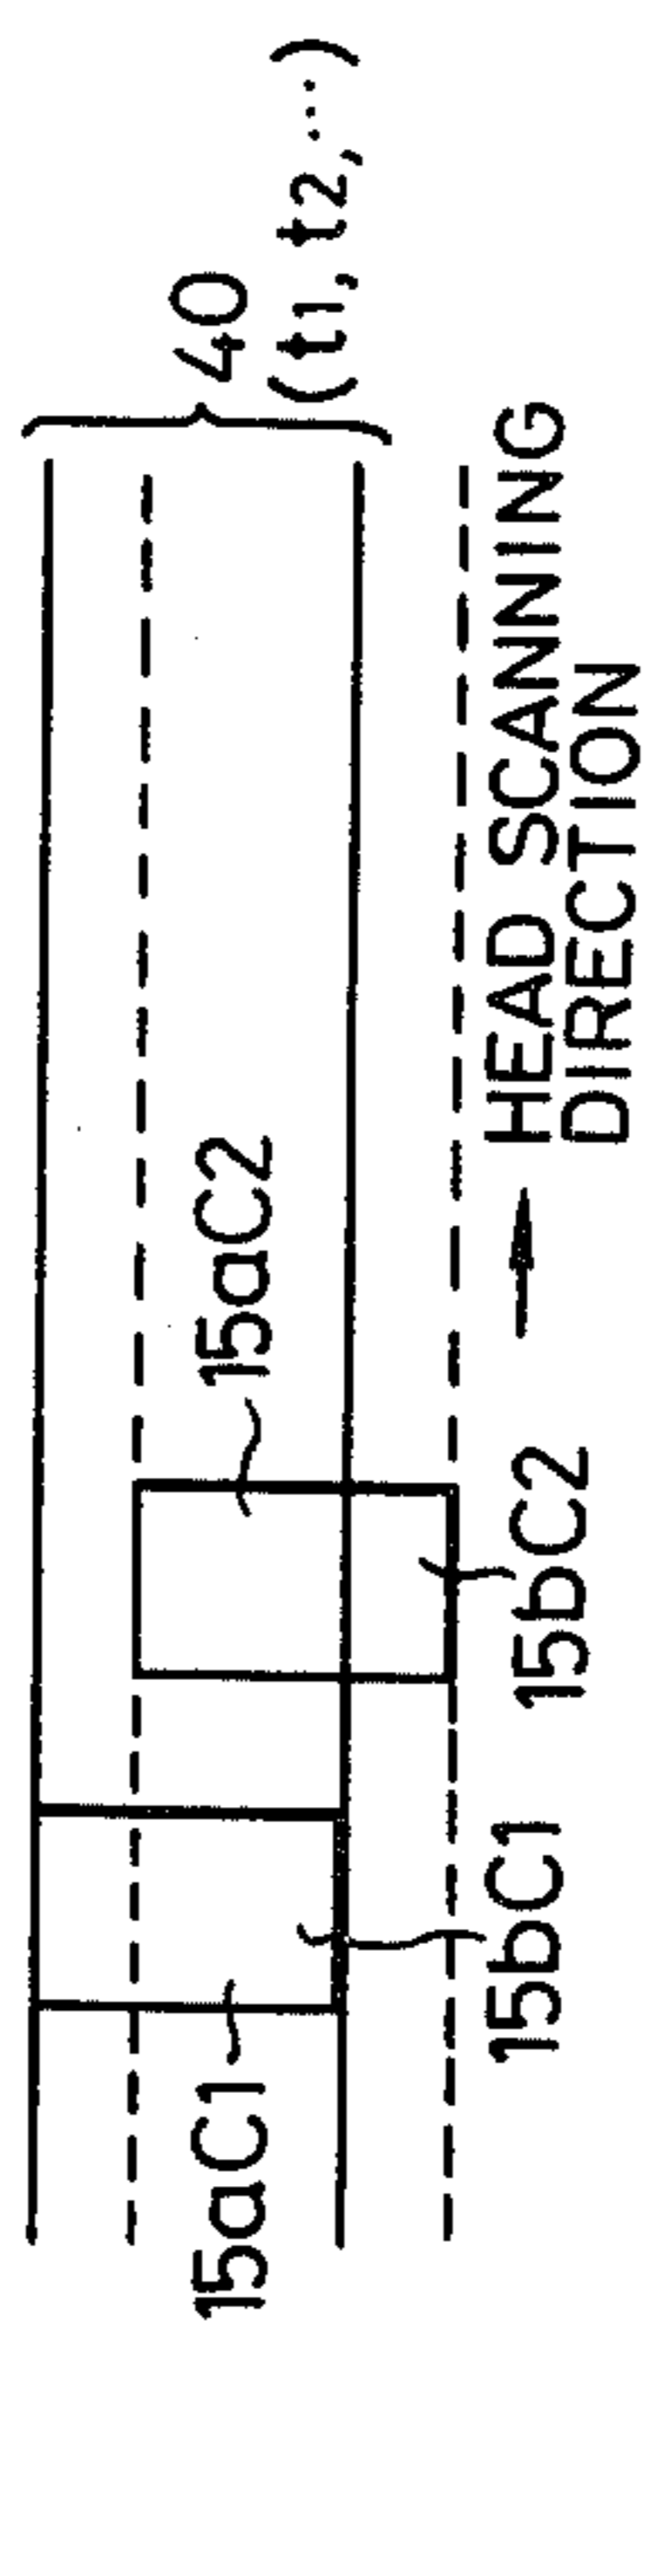 40
(t1, t2, ···)
15aC1
15aC2
15bC1
15bC2
HEAD SCANNING
DIRECTION